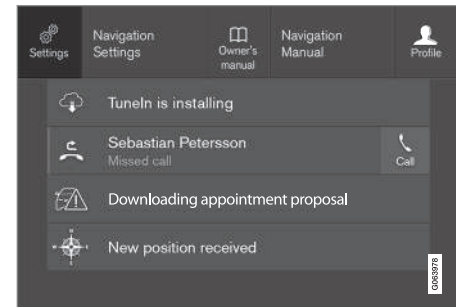 Settings
Navigation
Settings
Owner's
manual
Navigation
Manual
Profile
TuneIn is installing
Sebastian Petersson
Missed call
Call
Downloading appointment proposal
New position received
G063978